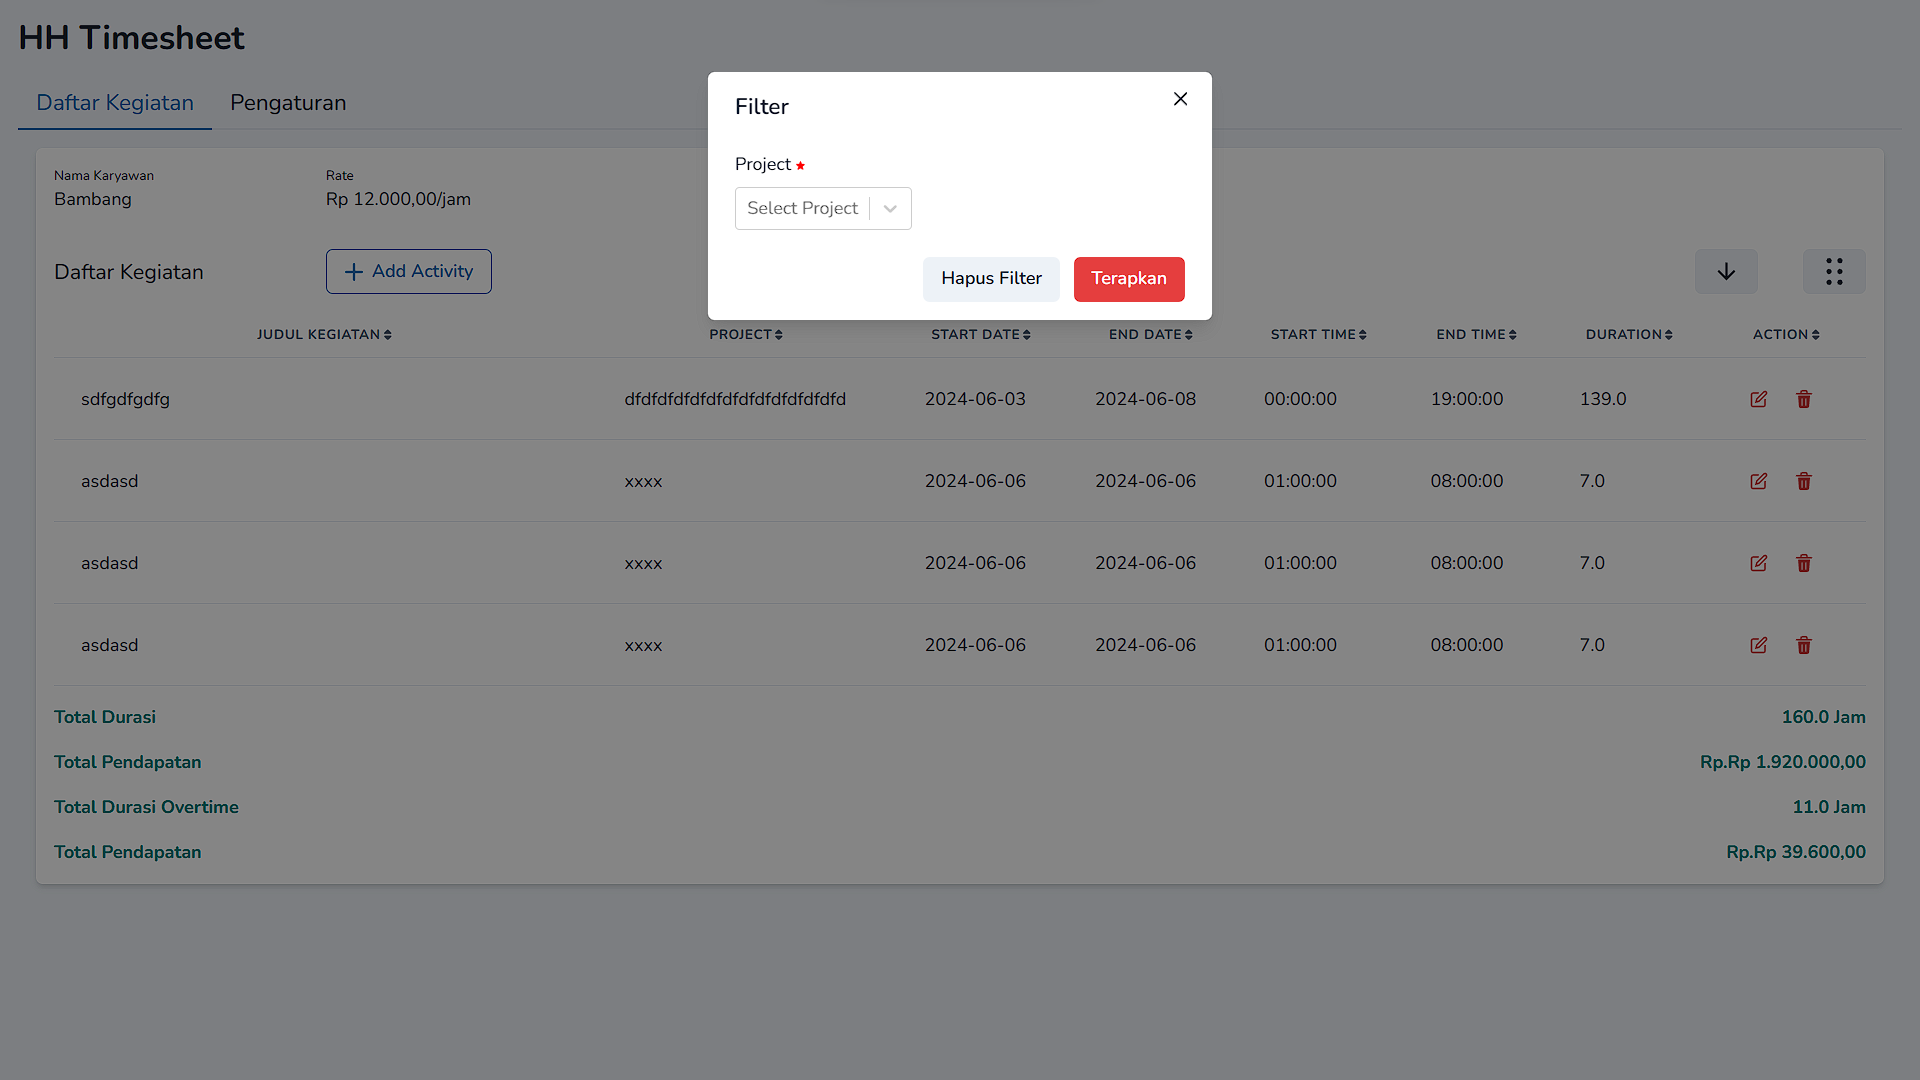 HH Timesheet
Daftar Kegiatan Pengaturan
Filter
Project
Select Project
Hapus Filter Terapkan
Nama Karyawan Rate
Bambang Rp 12.000,00/jam
Daftar Kegiatan Add Activity
JUDUL KEGIATAN PROJECT START DATE END DATE START TIME END TIME DURATION ACTION
sdfgdfgdfg dfdfdfdfdfdfdfdfdfdfdfdfdfd 2024-06-03 2024-06-08 00:00:00 19:00:00 139.0
asdasd xxxx 2024-06-06 2024-06-06 01:00:00 08:00:00 7.0
asdasd xxxx 2024-06-06 2024-06-06 01:00:00 08:00:00 7.0
asdasd xxxx 2024-06-06 2024-06-06 01:00:00 08:00:00 7.0
Total Durasi 160.0 Jam
Total Pendapatan Rp.Rp 1.920.000,00
Total Durasi Overtime 11.0 Jam
Total Pendapatan Rp.Rp 39.600,00